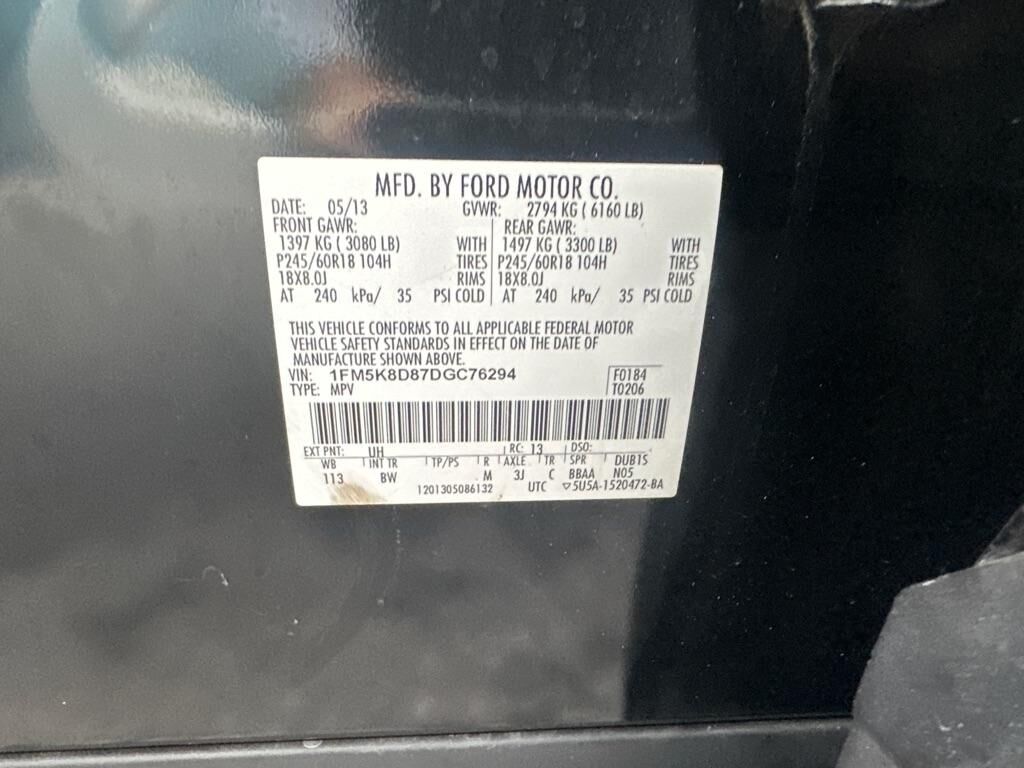 MFD. BY FORD MOTOR CO.
DATE: 05/13 GVWR: 2794 KG ( 6160 LB)
FRONT GAWR: REAR GAWR:
1397 KG ( 3080 LB) WITH 1497 KG ( 3300 LB) WITH
P245/60R18 104H TIRES P245/60R18 104H TIRES
18X8.0J RIMS 18X8.0J RIMS
AT 240 kPa/ 35 PSI COLD AT 240 kPa/ 35 PSI COLD
THIS VEHICLE CONFORMS TO ALL APPLICABLE FEDERAL MOTOR
VEHICLE SAFETY STANDARDS IN EFFECT ON THE DATE OF
MANUFACTURE SHOWN ABOVE.
VIN: 1FM5K8D87DGC76294 F0184
TYPE: MPV T0206
EXT PNT: UH RC: 13 DSO:
WB INT TR TP/PS R AXLE TR SPR DUB1S
113 BW M 3J C BBAA N05
1201305086132 UTC ▽5U5A-1520472-BA